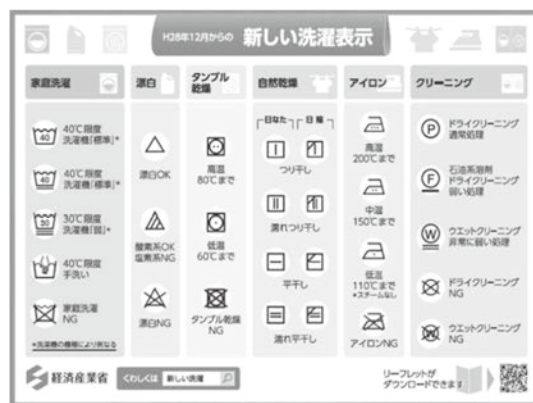 H28年12月からの 新しい洗濯表示
家庭洗濯
40
40℃限度
洗濯機「標準」*
40
40℃限度
洗濯機「標準」*
30
30℃限度
洗濯機「弱」*
40℃限度
手洗い
家庭洗濯
NG
*洗濯機の機種により異なる
漂白
漂白OK
酸素系OK
塩素系NG
漂白NG
タンブル
乾燥
高温
80℃まで
低温
60℃まで
タンブル乾燥
NG
自然乾燥
日なた
日陰
つり干し
濡れつり干し
平干し
濡れ平干し
アイロン
高温
200℃まで
中温
150℃まで
低温
110℃まで
*スチームなし
アイロンNG
クリーニング
P
ドライクリーニング
通常処理
F
石油系溶剤
ドライクリーニング
弱い処理
W
ウエットクリーニング
非常に弱い処理
ドライクリーニング
NG
W
ウエットクリーニング
NG
経済産業省
くわしくは 新しい洗濯
リーフレットが
ダウンロードできます